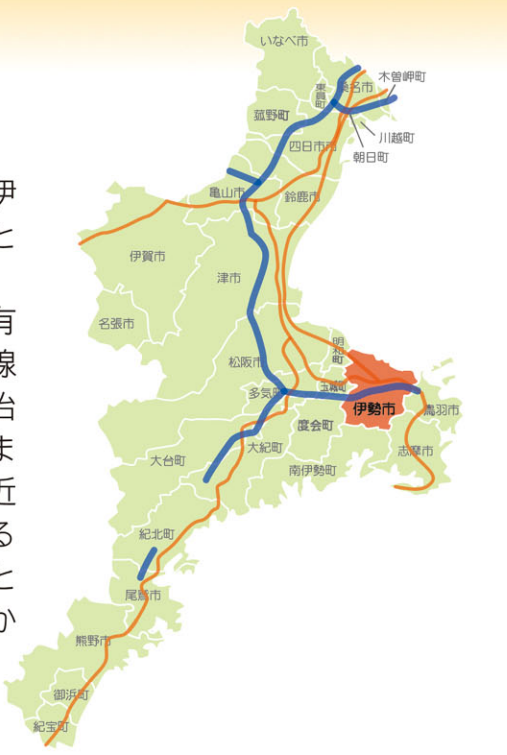 いなべ市
木曽岬町
桑名市
東員町
菰野町
川越町
四日市市
朝日町
亀山市
鈴鹿市
伊賀市
津市
名張市
明和町
松阪市
多気町
玉城町
伊勢市
鳥羽市
度会町
志摩市
大紀町
大台町
南伊勢町
紀北町
尾鷲市
熊野市
御浜町
紀宝町
伊
と
有
線
治
ま
近
る
と
か